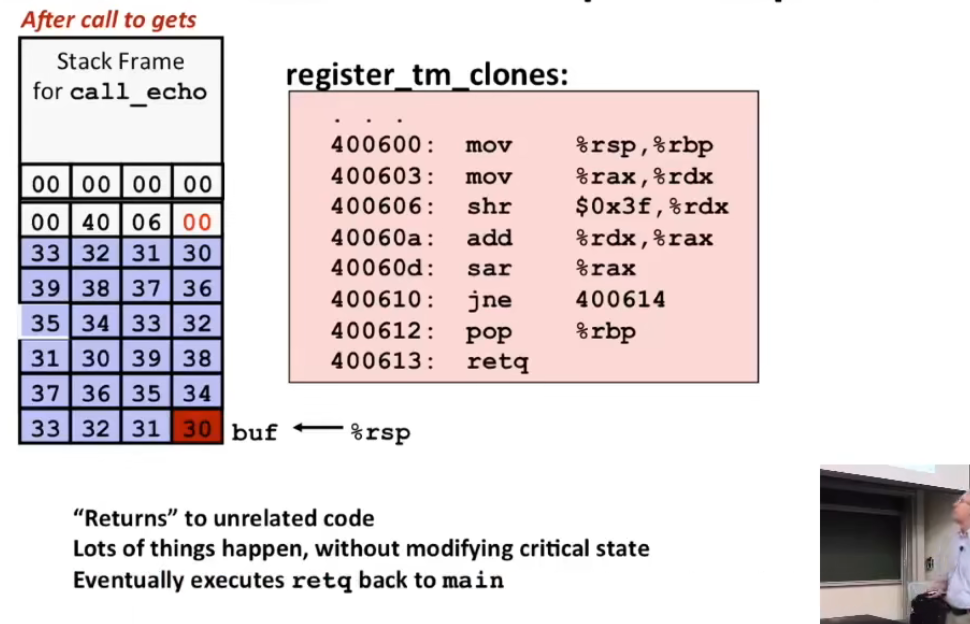 After call to gets
Stack Frame
for call_echo
00 00 00 00
00 40 06 00
33 32 31 30
39 38 37 36
35 34 33 32
31 30 39 38
37 36 35 34
33 32 31 30
buf %rsp
register_tm_clones:
. . .
400600: mov %rsp,%rbp
400603: mov %rax,%rdx
400606: shr $0x3f,%rdx
40060a: add %rdx,%rax
40060d: sar %rax
400610: jne 400614
400612: pop %rbp
400613: retq
“Returns” to unrelated code
Lots of things happen, without modifying critical state
Eventually executes retq back to main